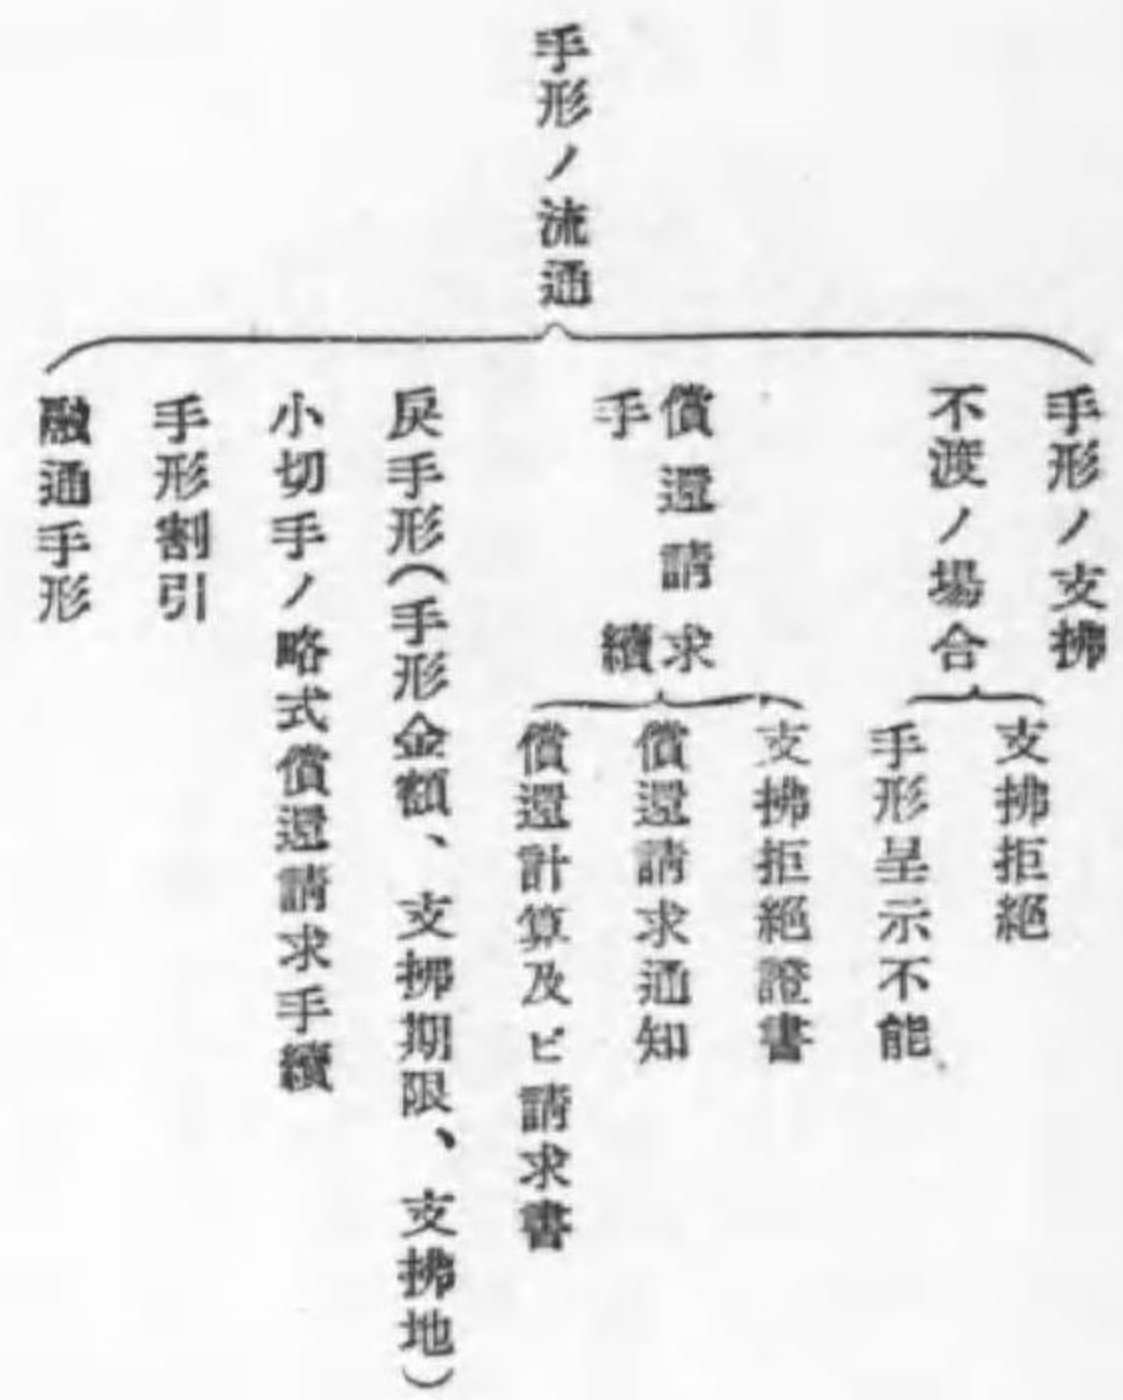 手形ノ流通
手形ノ支拂
不渡ノ場合
支拂拒絕
手形呈示不能
償還請求
手續
支拂拒絕證書
償還請求通知
償還計算及ビ請求書
戾手形(手形金額、支拂期限、支拂地)
小切手ノ略式償還請求手續
手形割引
融通手形